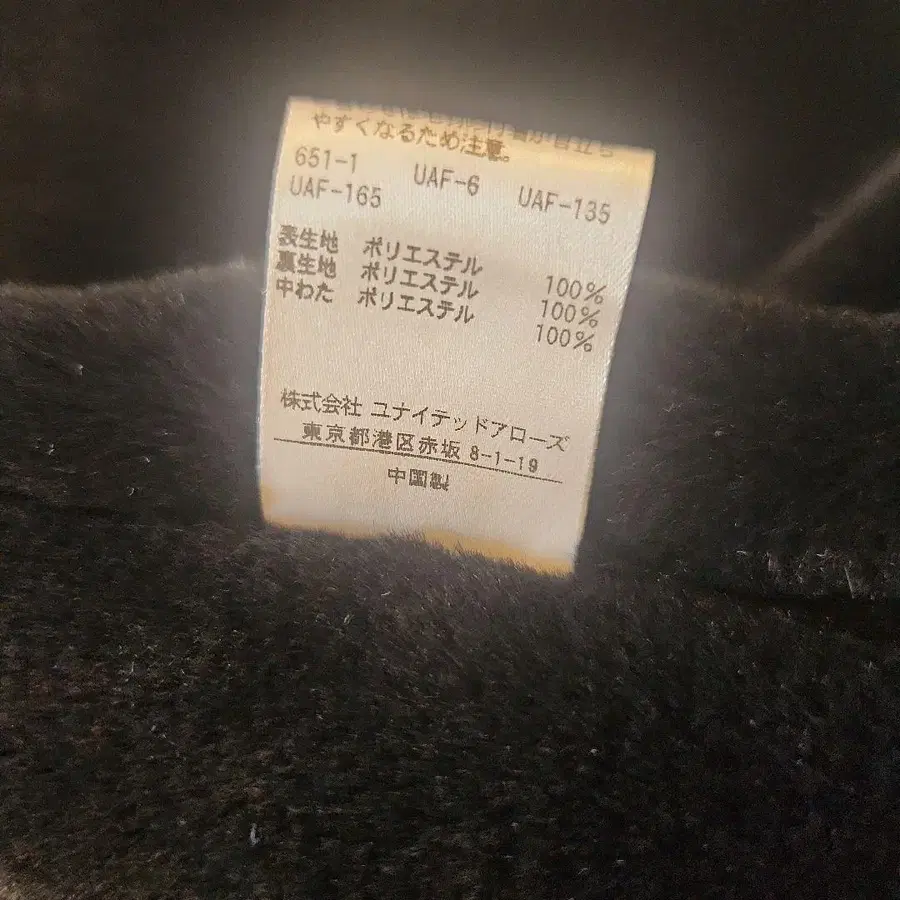 やすくなるため注意。
651-1 UAF-6 UAF-135
UAF-165
表生地 ポリエステル 100%
裏生地 ポリエステル 100%
中わた ポリエステル 100%
株式会社 ユナイテッドアローズ
東京都港区赤坂 8-1-19
中国製